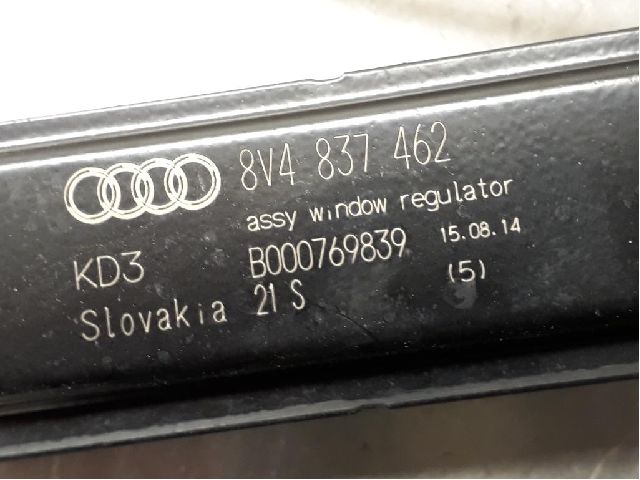 8V4 837 462
assy window regulator
KD3 B000769839 15.08.14
Slovakia 21 S (5)